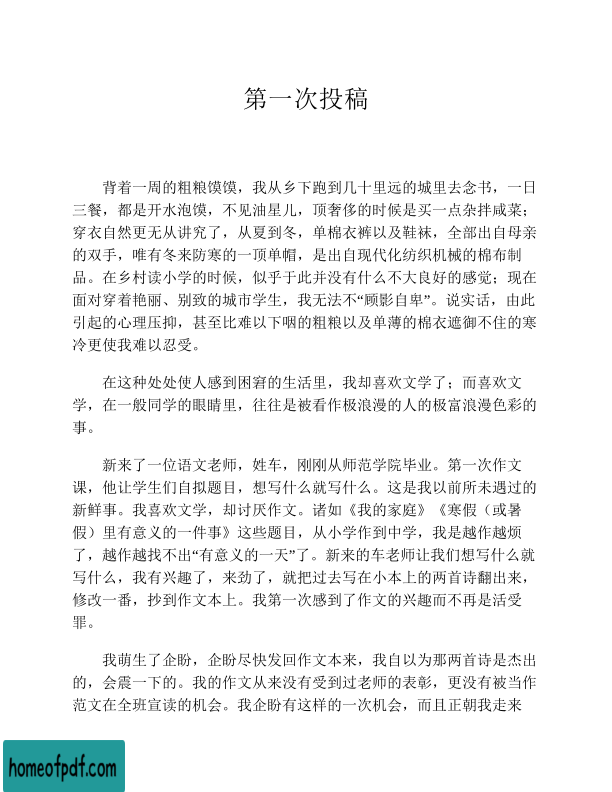 第一次投稿
背着一周的粗粮馍馍，我从乡下跑到几十里远的城里去念书，一日
三餐，都是开水泡馍，不见油星儿，顶奢侈的时候是买一点杂拌咸菜；
穿衣自然更无从讲究了，从夏到冬，单棉衣裤以及鞋袜，全部出自母亲
的双手，唯有冬来防寒的一顶单帽，是出自现代化纺织机械的棉布制
品。在乡村读小学的时候，似乎于此并没有什么不大良好的感觉；现在
面对穿着艳丽、别致的城市学生，我无法不“顾影自卑”。说实话，由此
引起的心理压抑，甚至比难以下咽的粗粮以及单薄的棉衣遮御不住的寒
冷更使我难以忍受。
在这种处处使人感到困窘的生活里，我却喜欢文学了；而喜欢文
学，在一般同学的眼睛里，往往是被看作极浪漫的人的极富浪漫色彩的
事。
新来了一位语文老师，姓车，刚刚从师范学院毕业。第一次作文
课，他让学生们自拟题目，想写什么就写什么。这是我以前所未遇过的
新鲜事。我喜欢文学，却讨厌作文。诸如《我的家庭》《寒假（或暑
假）里有意义的一件事》这些题目，从小学作到中学，我是越作越烦
了，越作越找不出“有意义的一天”了。新来的车老师让我们想写什么就
写什么，我有兴趣了，来劲了，就把过去写在小本上的两首诗翻出来，
修改一番，抄到作文本上。我第一次感到了作文的兴趣而不再是活受
罪。
我萌生了企盼，企盼尽快发回作文本来，我自以为那两首诗是杰出
的，会震一下的。我的作文从来没有受到过老师的表彰，更没有被当作
范文在全班宣读的机会。我企盼有这样的一次机会，而且正朝我走来
homeofpdf.com